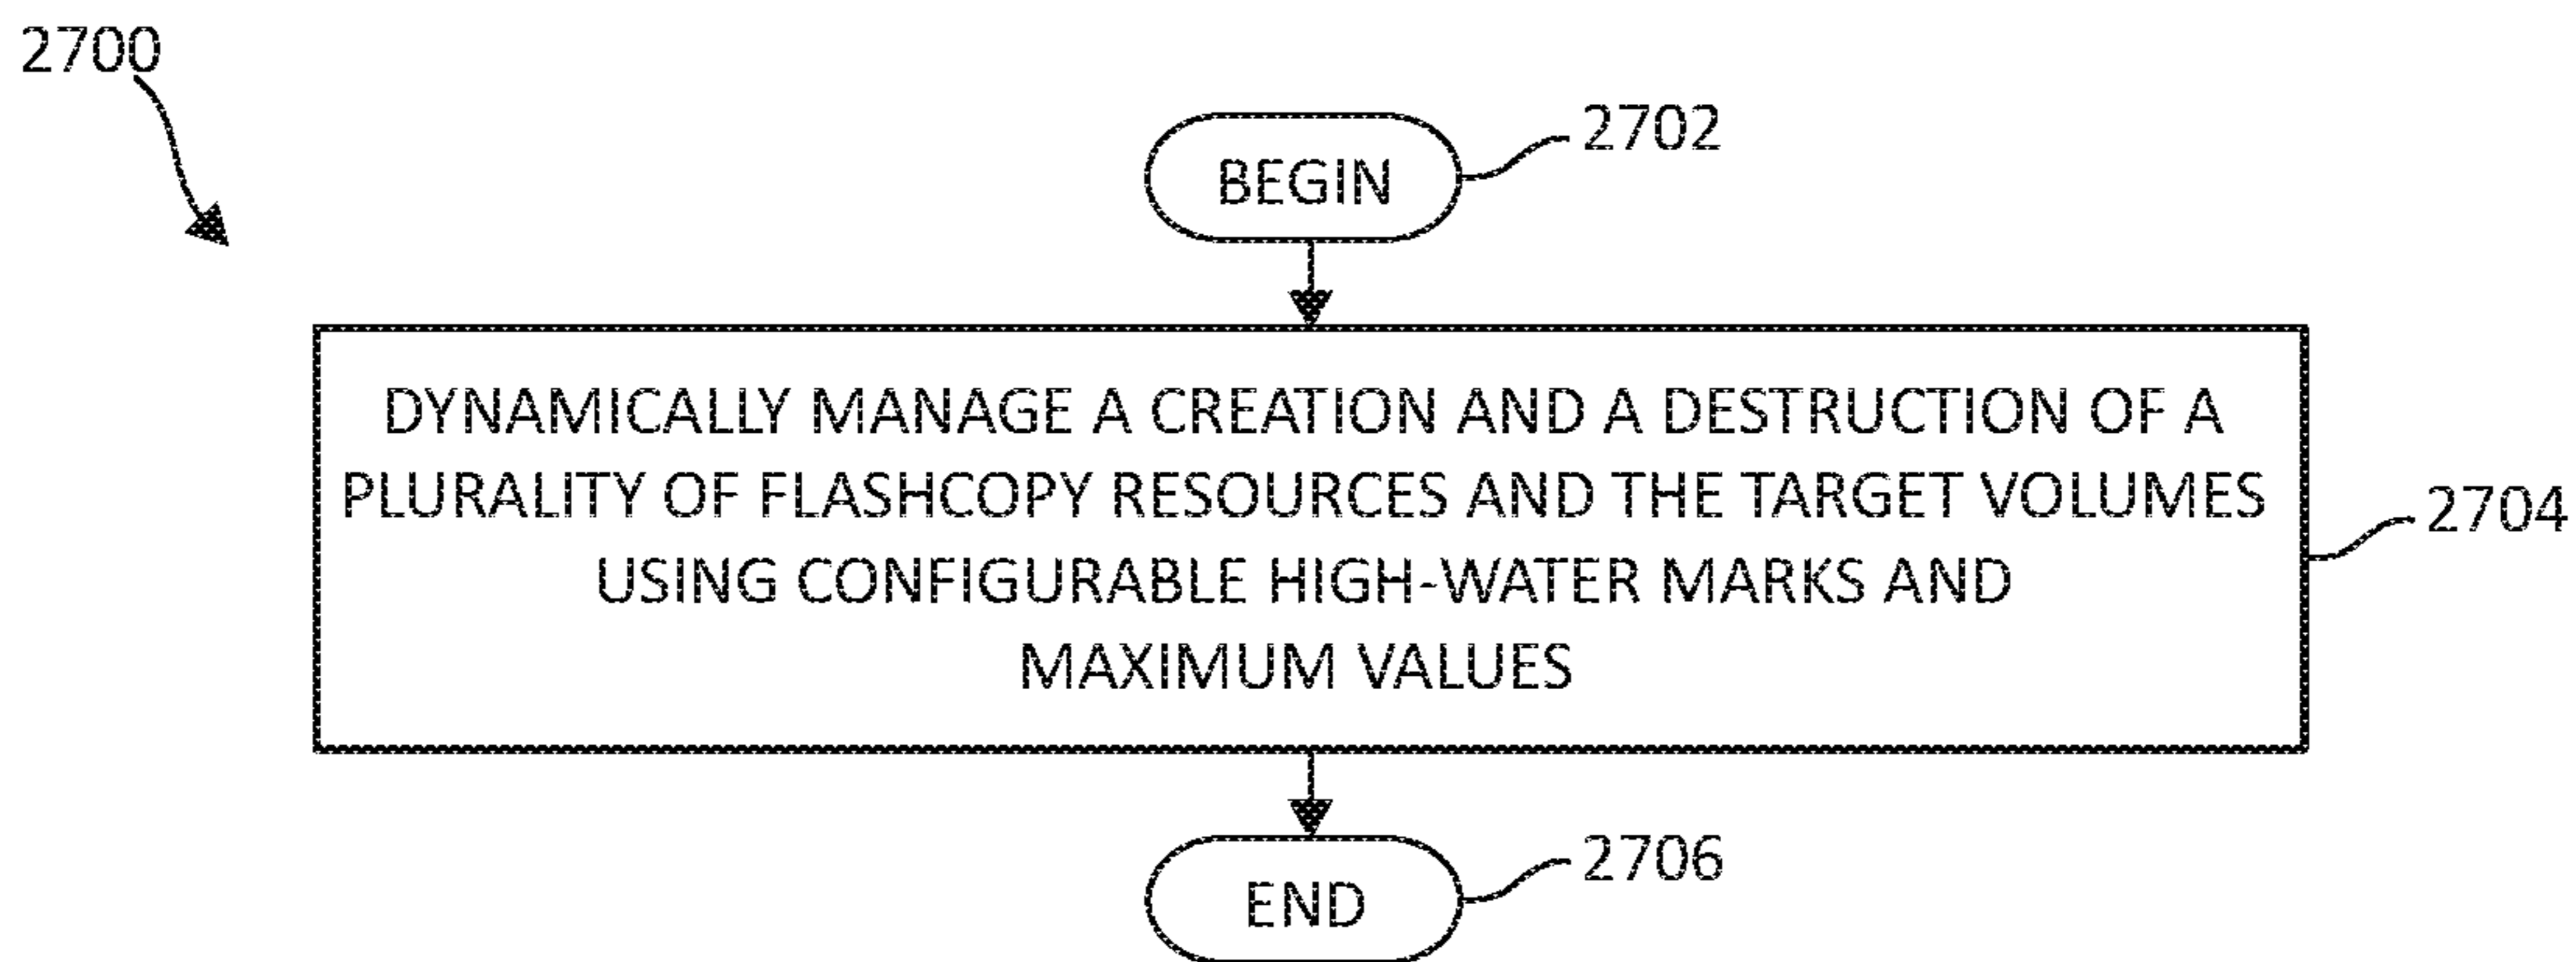 2700
2702
BEGIN
DYNAMICALLY MANAGE A CREATION AND A DESTRUCTION OF A
PLURALITY OF FLASHCOPY RESOURCES AND THE TARGET VOLUMES
USING CONFIGURABLE HIGH-WATER MARKS AND
MAXIMUM VALUES
2704
2706
END